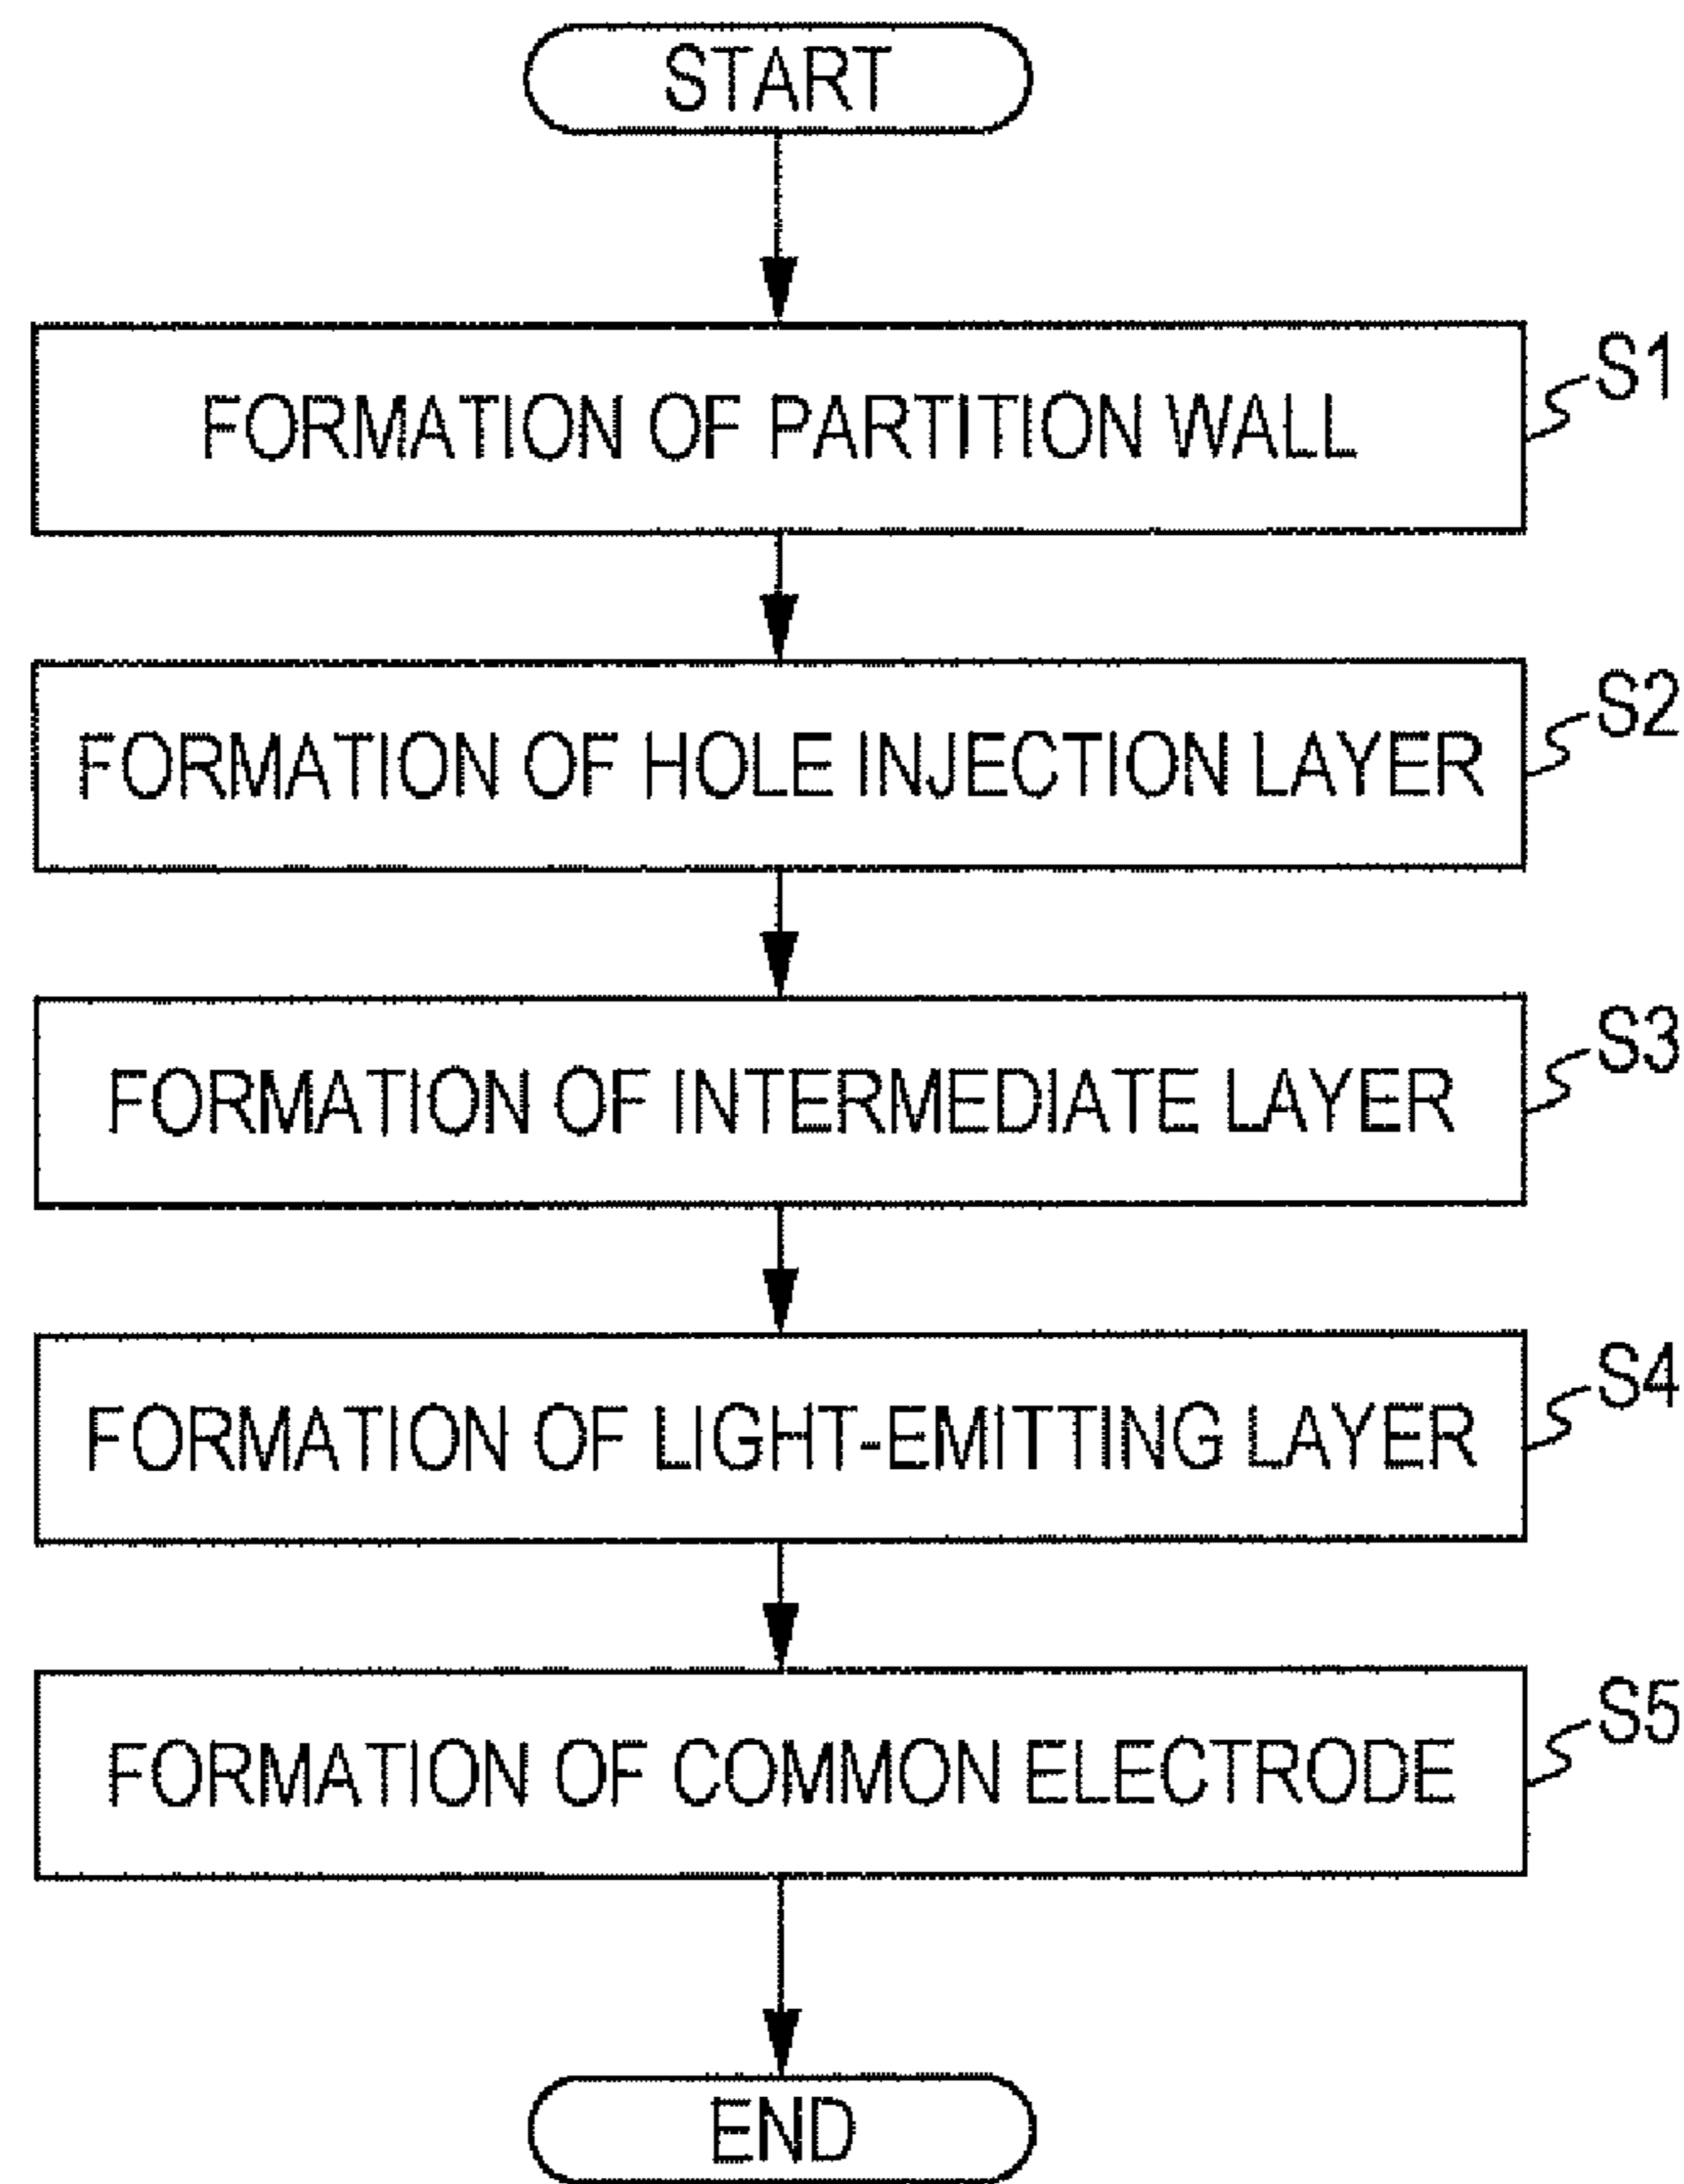 START
FORMATION OF PARTITION WALL
S1
FORMATION OF HOLE INJECTION LAYER
S2
FORMATION OF INTERMEDIATE LAYER
S3
FORMATION OF LIGHT-EMITTING LAYER
S4
FORMATION OF COMMON ELECTRODE
S5
END